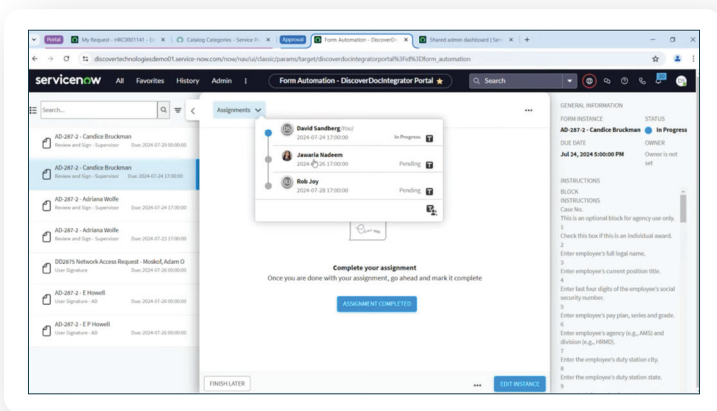 Portal
My Request - HRC0001141 - [
Catalog Categories - Service P
Approval
Form Automation - DiscoverD
Shared admin dashboard | Ser
discovertechnologiesdemo01.service-now.com/now/nav/ui/classic/params/target/discoverdocintegratorportal%3Fid%3Dform_automation
servicenow All Favorites History Admin Form Automation - DiscoverDocIntegrator Portal Search
Search...
AD-287-2 - Candice Bruckman
Review and Sign - Supervisor Due: 2024-07-29 00:00:00
AD-287-2 - Candice Bruckman
Review and Sign - Supervisor Due: 2024-07-24 17:00:00
AD-287-2 - Adriana Wolfe
Review and Sign - Supervisor Due: 2024-07-24 17:00:00
AD-287-2 - Adriana Wolfe
Review and Sign - Supervisor Due: 2024-07-23 17:00:00
DD2875 Network Access Request - Moskof, Adam O
User Signature Due: 2024-07-26 00:00:00
AD-287-2 - E Howell
User Signature - AD Due: 2024-07-26 00:00:00
AD-287-2 - E P Howell
User Signature - AD Due: 2024-07-26 00:00:00
Assignments
David Sandberg (You)
2024-07-24 17:00:00 In Progress
Jawaria Nadeem
2024-07-26 17:00:00 Pending
Rob Joy
2024-07-28 17:00:00 Pending
Complete your assignment
Once you are done with your assignment, go ahead and mark it complete
ASSIGNMENT COMPLETED
FINISH LATER
EDIT INSTANCE
GENERAL INFORMATION
FORM INSTANCE STATUS
AD-287-2 - Candice Bruckman In Progress
DUE DATE OWNER
Jul 24, 2024 5:00:00 PM Owner is not
set
INSTRUCTIONS
BLOCK
INSTRUCTIONS
Case No.
This is an optional block for agency use only.
1
Check this box if this is an individual award.
2
Enter employee's full legal name.
3
Enter employee's current position title.
4
Enter last four digits of the employee's social
security number.
5
Enter employee's pay plan, series and grade.
6
Enter employee's agency (e.g., AMS) and
division (e.g., HRMD).
7
Enter the employee's duty station city.
8
Enter the employee's duty station state.
9